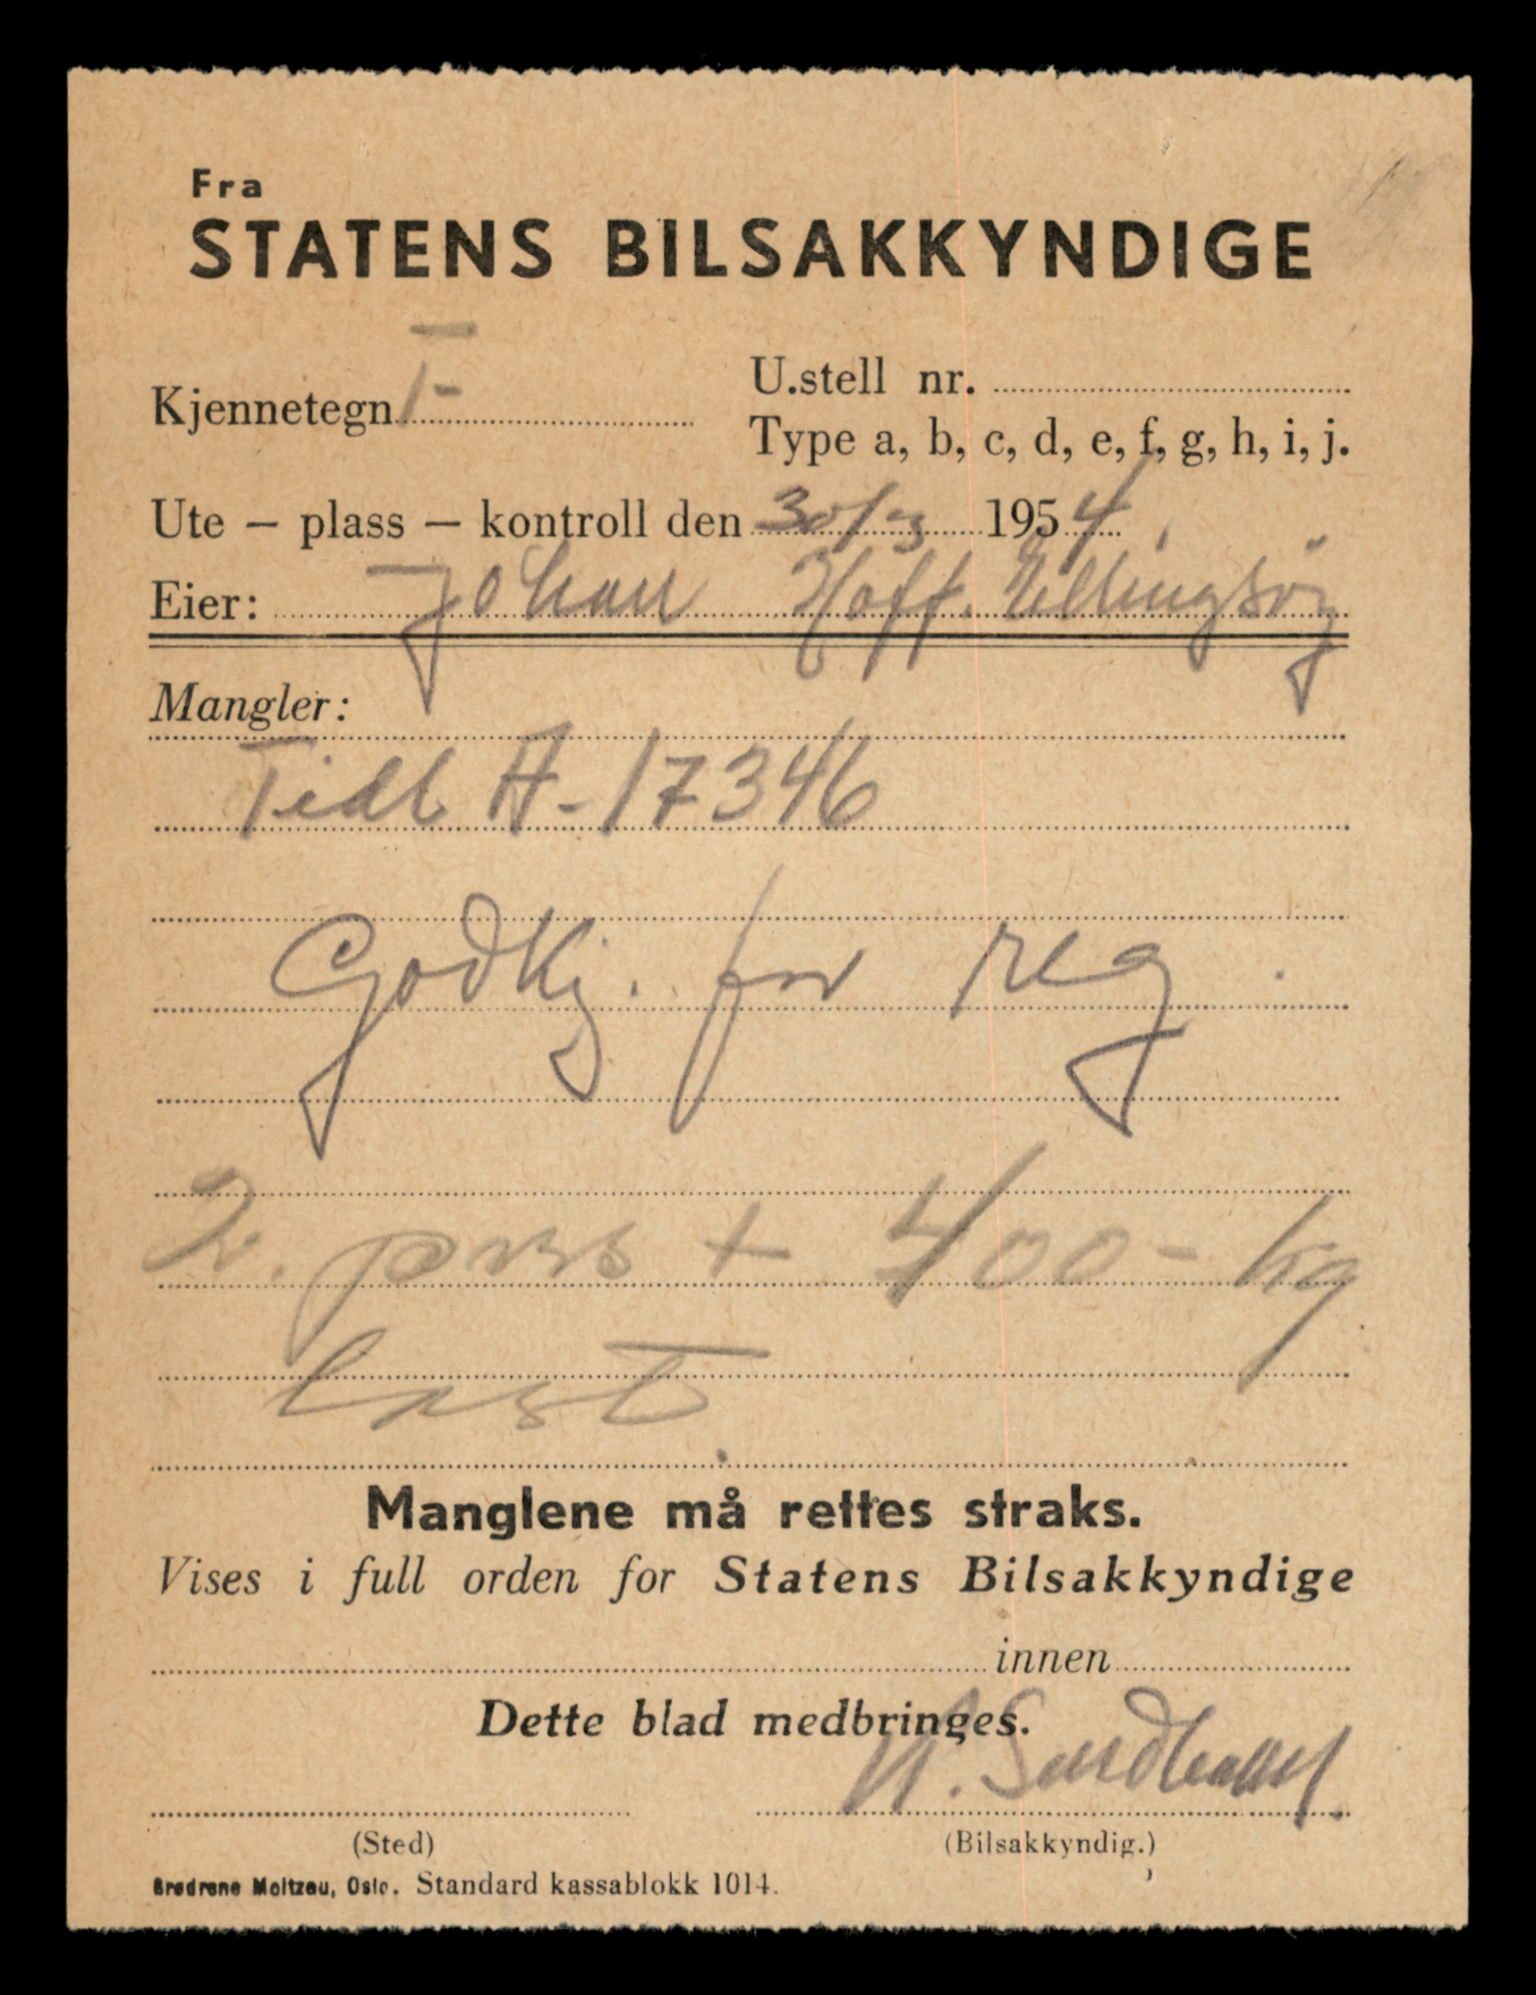 Fra
STATENS BILSAKKYNDIGE
Kjennetegn T-
U.stell nr.
Type a, b, c, d, e, f, g, h, i, j.
Ute – plass – kontroll den 30/3 1954
Eier: Johan Hoff. Ellingsöy
Mangler:
Tidl A-17346
Godkj. for reg.
2. pers + 400 - kg
last
Manglene må rettes straks.
Vises i full orden for Statens Bilsakkyndige
innen
Dette blad medbringes.
(Sted)
(Bilsakkyndig.)
Brødrene Moltzau, Oslo. Standard kassablokk 1014.